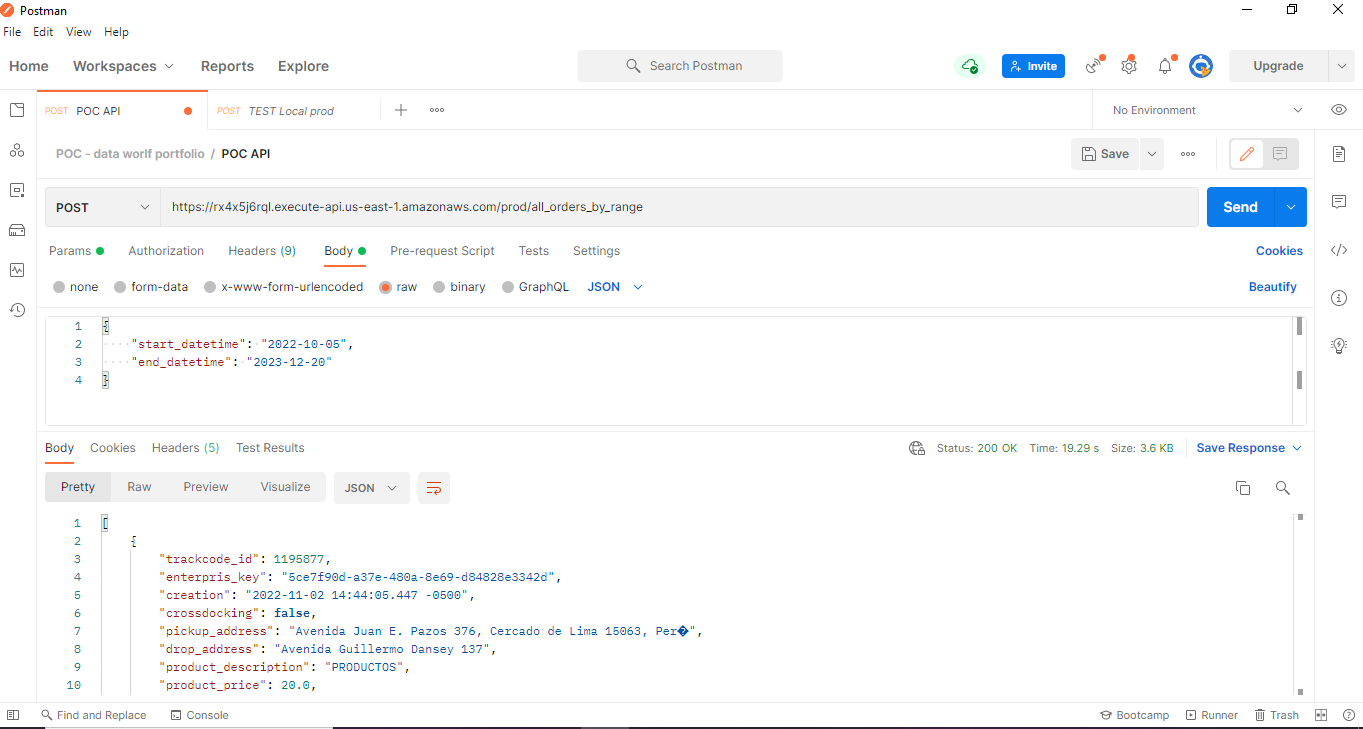 Postman
File Edit View Help
Home Workspaces Reports Explore Search Postman Invite Upgrade
POST POC API POST TEST Local prod No Environment
POC - data worlf portfolio / POC API Save
POST https://rx4x5j6rql.execute-api.us-east-1.amazonaws.com/prod/all_orders_by_range Send
Params Authorization Headers (9) Body Pre-request Script Tests Settings Cookies
none form-data x-www-form-urlencoded raw binary GraphQL JSON Beautify
1 {
2 "start_datetime": "2022-10-05",
3 "end_datetime": "2023-12-20"
4 }
Body Cookies Headers (5) Test Results Status: 200 OK Time: 19.29 s Size: 3.6 KB Save Response
Pretty Raw Preview Visualize JSON
1 [
2 {
3 "trackcode_id": 1195877,
4 "enterpris_key": "5ce7f90d-a37e-480a-8e69-d84828e3342d",
5 "creation": "2022-11-02 14:44:05.447 -0500",
6 "crossdocking": false,
7 "pickup_address": "Avenida Juan E. Pazos 376, Cercado de Lima 15063, Per�",
8 "drop_address": "Avenida Guillermo Dansey 137",
9 "product_description": "PRODUCTOS",
10 "product_price": 20.0,
Find and Replace Console Bootcamp Runner Trash